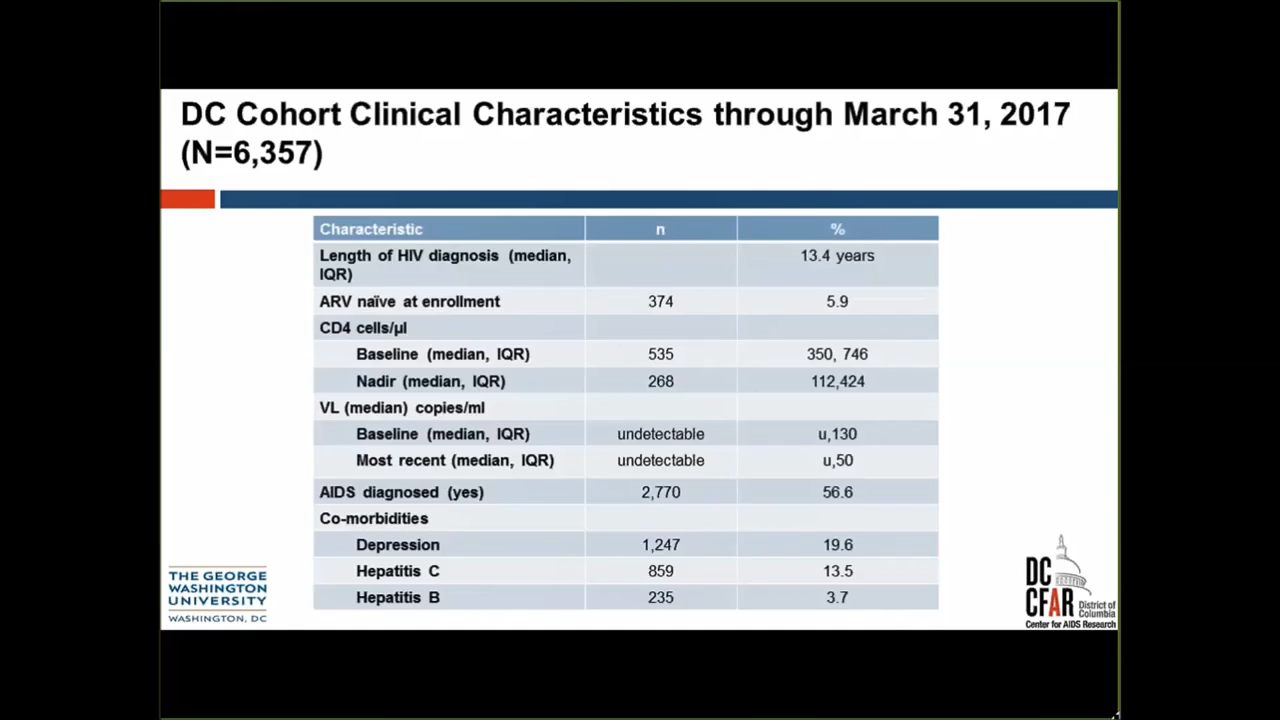 DC Cohort Clinical Characteristics through March 31, 2017
(N=6,357)
Characteristic n %
Length of HIV diagnosis (median, 13.4 years
IQR)
ARV naïve at enrollment 374 5.9
CD4 cells/µl
Baseline (median, IQR) 535 350, 746
Nadir (median, IQR) 268 112,424
VL (median) copies/ml
Baseline (median, IQR) undetectable u,130
Most recent (median, IQR) undetectable u,50
AIDS diagnosed (yes) 2,770 56.6
Co-morbidities
Depression 1,247 19.6
Hepatitis C 859 13.5
Hepatitis B 235 3.7
THE GEORGE
WASHINGTON
UNIVERSITY
WASHINGTON, DC
DC
CFAR
District of
Columbia
Center for AIDS Research